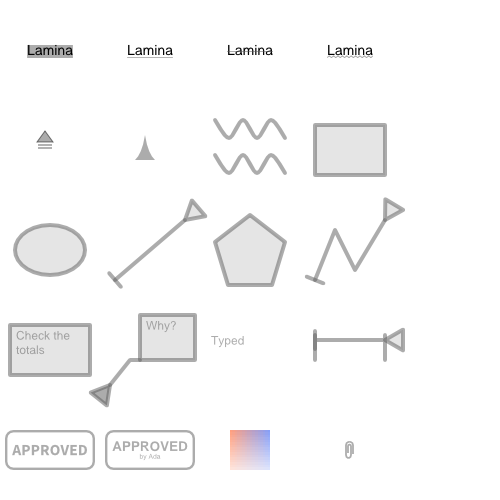 Lamina Lamina Lamina Lamina
Check the
totals
Why?
Typed
APPROVED
APPROVED
by Ada